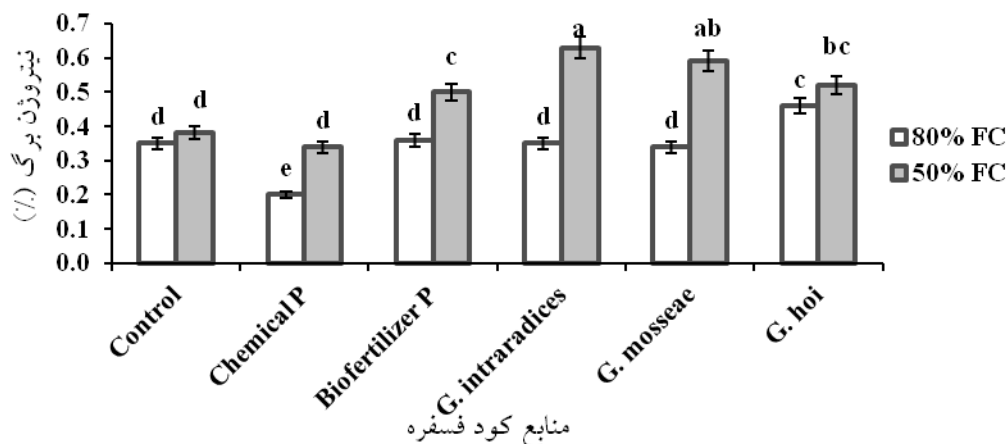 نیتروژن برگ (٪)
0.7
0.6
0.5
0.4
0.3
0.2
0.1
0.0
d d
e d
d c
d a
d ab
c bc
80% FC
50% FC
Control
Chemical P
Biofertilizer P
G. intraradices
G. mosseae
G. hoi
منابع کود فسفره